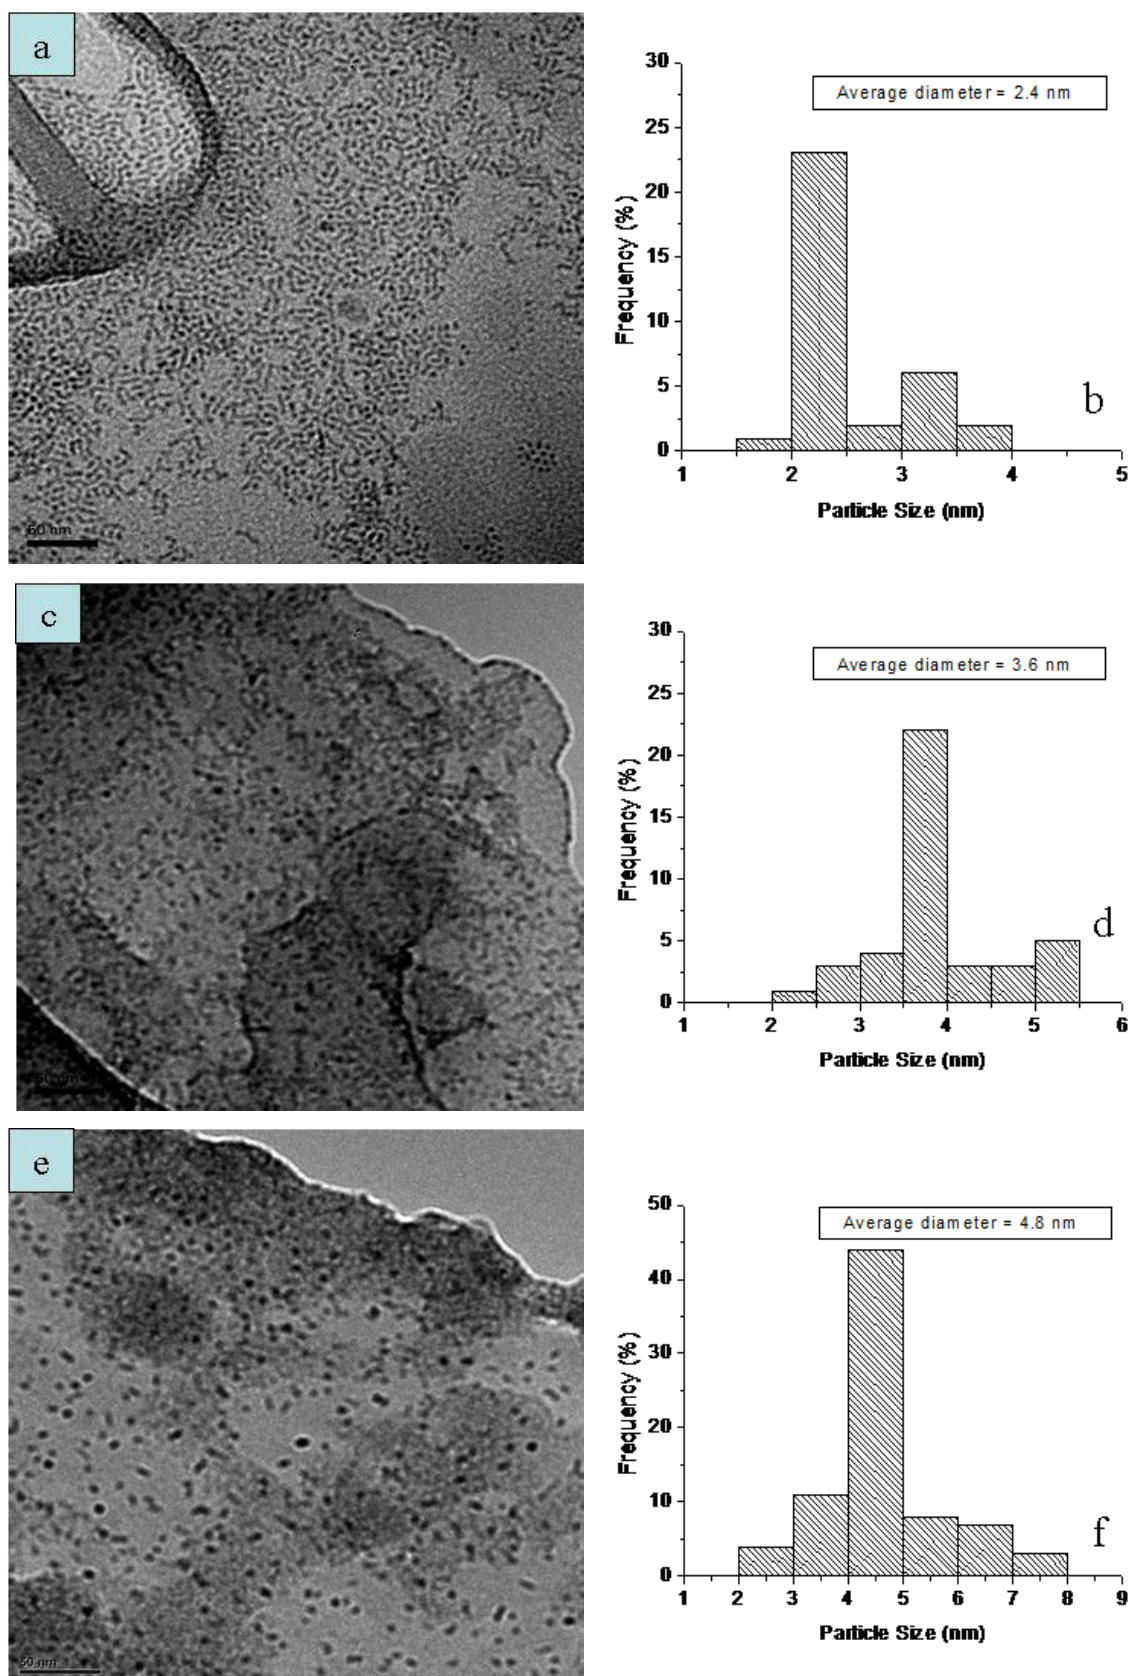 a
50 nm
30
25
20
15
10
5
0
Frequency (%)
Average diameter = 2.4 nm
b
1 2 3 4 5
Particle Size (nm)
c
50 nm
30
25
20
15
10
5
0
Frequency (%)
Average diameter = 3.6 nm
d
1 2 3 4 5 6
Particle Size (nm)
e
50 nm
50
40
30
20
10
0
Frequency (%)
Average diameter = 4.8 nm
f
1 2 3 4 5 6 7 8 9
Particle Size (nm)